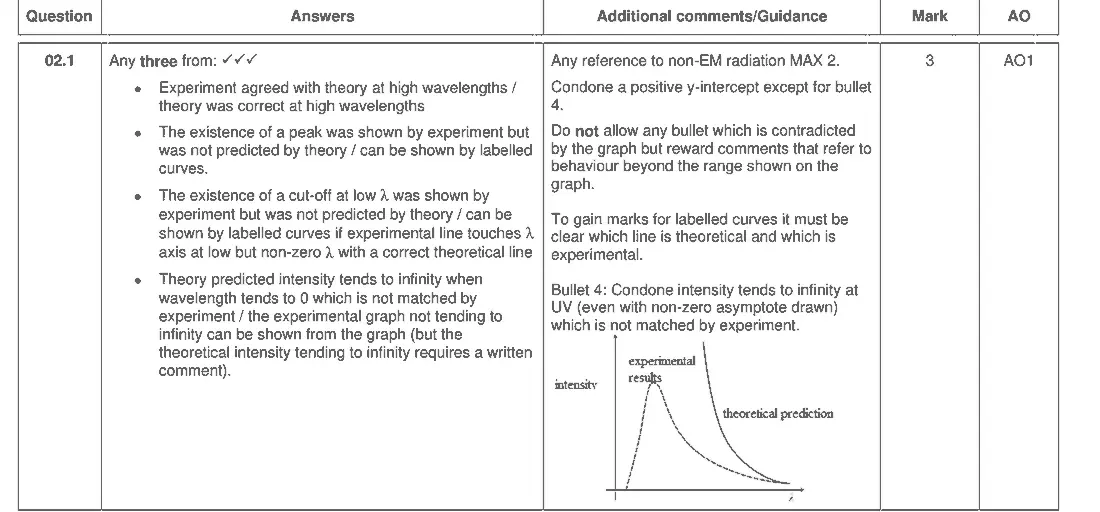 Question Answers Additional comments/Guidance Mark AO
02.1 Any three from: ✓✓✓
• Experiment agreed with theory at high wavelengths /
theory was correct at high wavelengths
• The existence of a peak was shown by experiment but
was not predicted by theory / can be shown by labelled
curves.
• The existence of a cut-off at low λ was shown by
experiment but was not predicted by theory / can be
shown by labelled curves if experimental line touches λ
axis at low but non-zero λ with a correct theoretical line
• Theory predicted intensity tends to infinity when
wavelength tends to 0 which is not matched by
experiment / the experimental graph not tending to
infinity can be shown from the graph (but the
theoretical intensity tending to infinity requires a written
comment).
Any reference to non-EM radiation MAX 2.
Condone a positive y-intercept except for bullet
4.
Do not allow any bullet which is contradicted
by the graph but reward comments that refer to
behaviour beyond the range shown on the
graph.
To gain marks for labelled curves it must be
clear which line is theoretical and which is
experimental.
Bullet 4: Condone intensity tends to infinity at
UV (even with non-zero asymptote drawn)
which is not matched by experiment.
experimental
results
intensity
theoretical prediction
λ
3
AO1